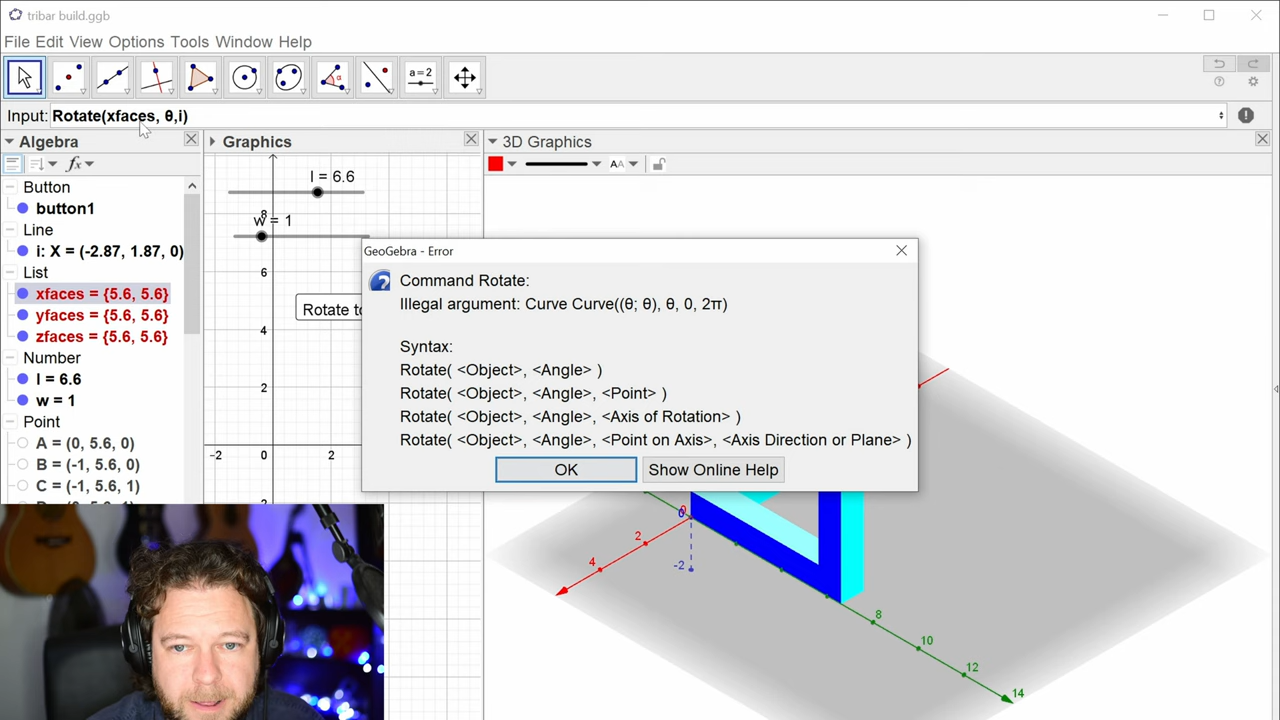 tribar build.ggb
File Edit View Options Tools Window Help
a = 2
Input: Rotate(xfaces, θ,i)
Algebra
Graphics
3D Graphics
fx
AA
Button
button1
Line
i: X = (-2.87, 1.87, 0)
List
xfaces = {5.6, 5.6}
yfaces = {5.6, 5.6}
zfaces = {5.6, 5.6}
Number
l = 6.6
w = 1
Point
A = (0, 5.6, 0)
B = (-1, 5.6, 0)
C = (-1, 5.6, 1)
l = 6.6
8
w = 1
6
4
2
−2 0 2
Rotate to
GeoGebra - Error
Command Rotate:
Illegal argument: Curve Curve((θ; θ), θ, 0, 2π)
Syntax:
Rotate( <Object>, <Angle> )
Rotate( <Object>, <Angle>, <Point> )
Rotate( <Object>, <Angle>, <Axis of Rotation> )
Rotate( <Object>, <Angle>, <Point on Axis>, <Axis Direction or Plane> )
OK
Show Online Help
0
2
4
-2
8
10
12
14